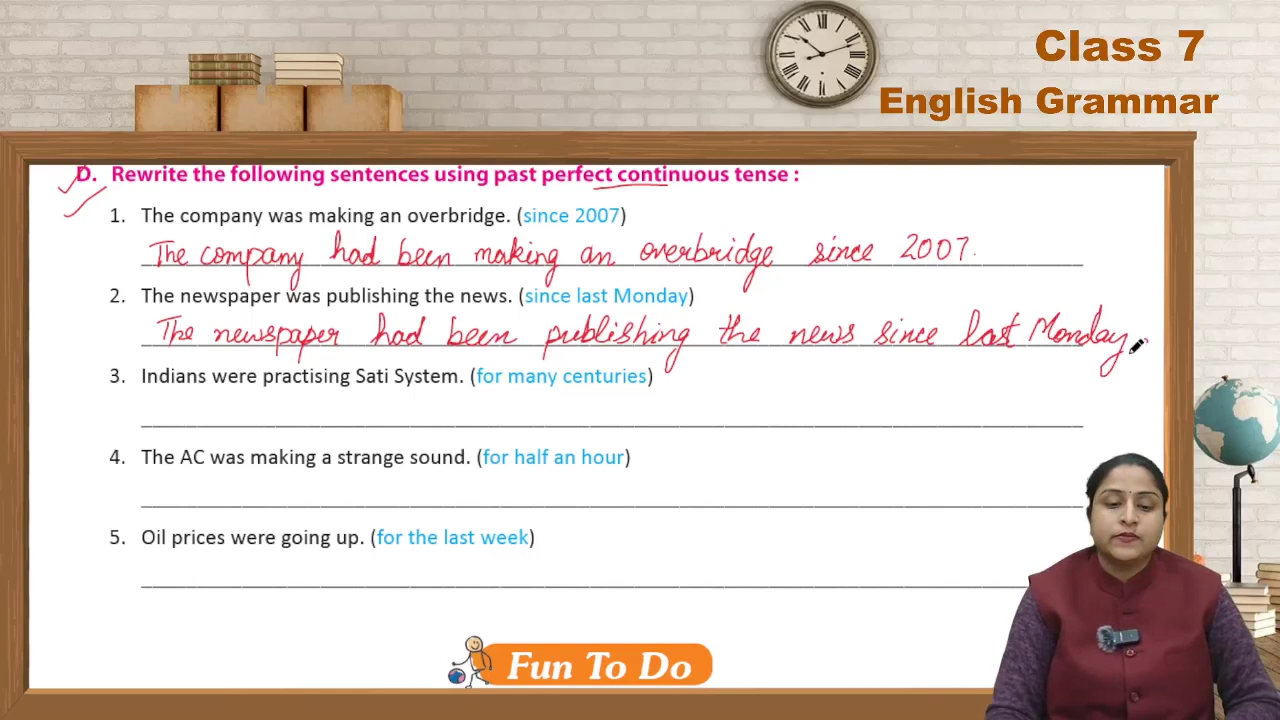 Class 7
English Grammar
D. Rewrite the following sentences using past perfect continuous tense :
1. The company was making an overbridge. (since 2007)
The company had been making an overbridge since 2007.
2. The newspaper was publishing the news. (since last Monday)
The newspaper had been publishing the news since last Monday
3. Indians were practising Sati System. (for many centuries)
4. The AC was making a strange sound. (for half an hour)
5. Oil prices were going up. (for the last week)
Fun To Do